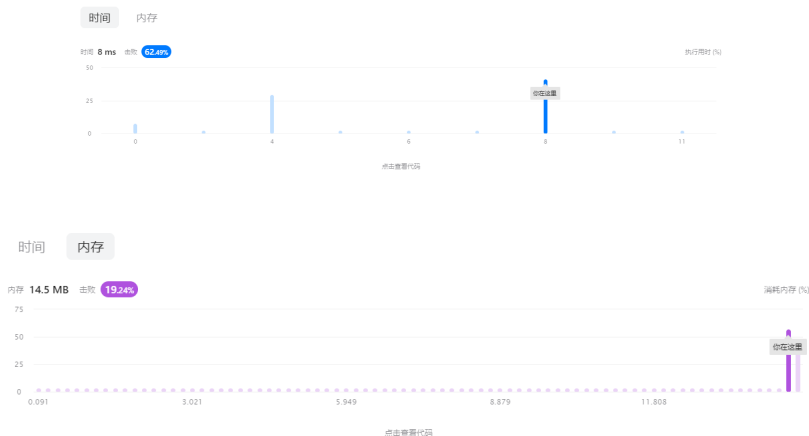 时间 内存
时间 8 ms 击败 62.49% 执行用时 (%)
50
25
0
你在这里
0 4 6 8 11
点击查看代码
时间 内存
内存 14.5 MB 击败 19.24% 消耗内存 (%)
75
50
25
0
你在这里
0.091 3.021 5.949 8.879 11.808
点击查看代码